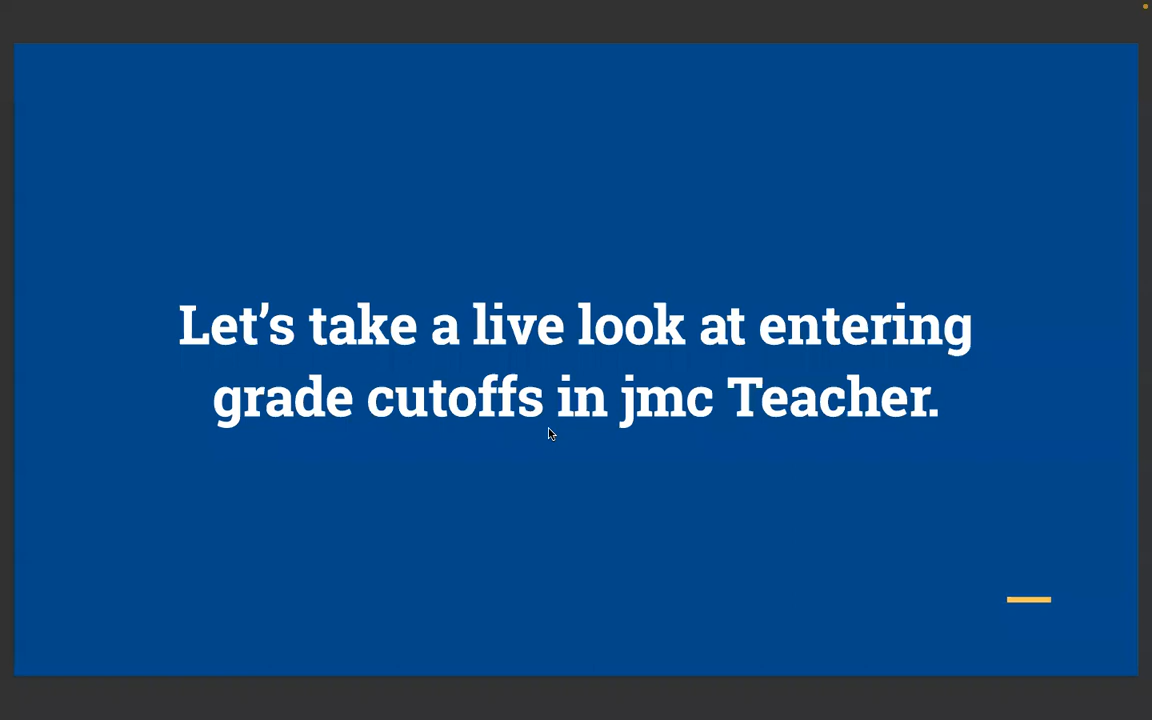 Let’s take a live look at entering
grade cutoffs in jmc Teacher.